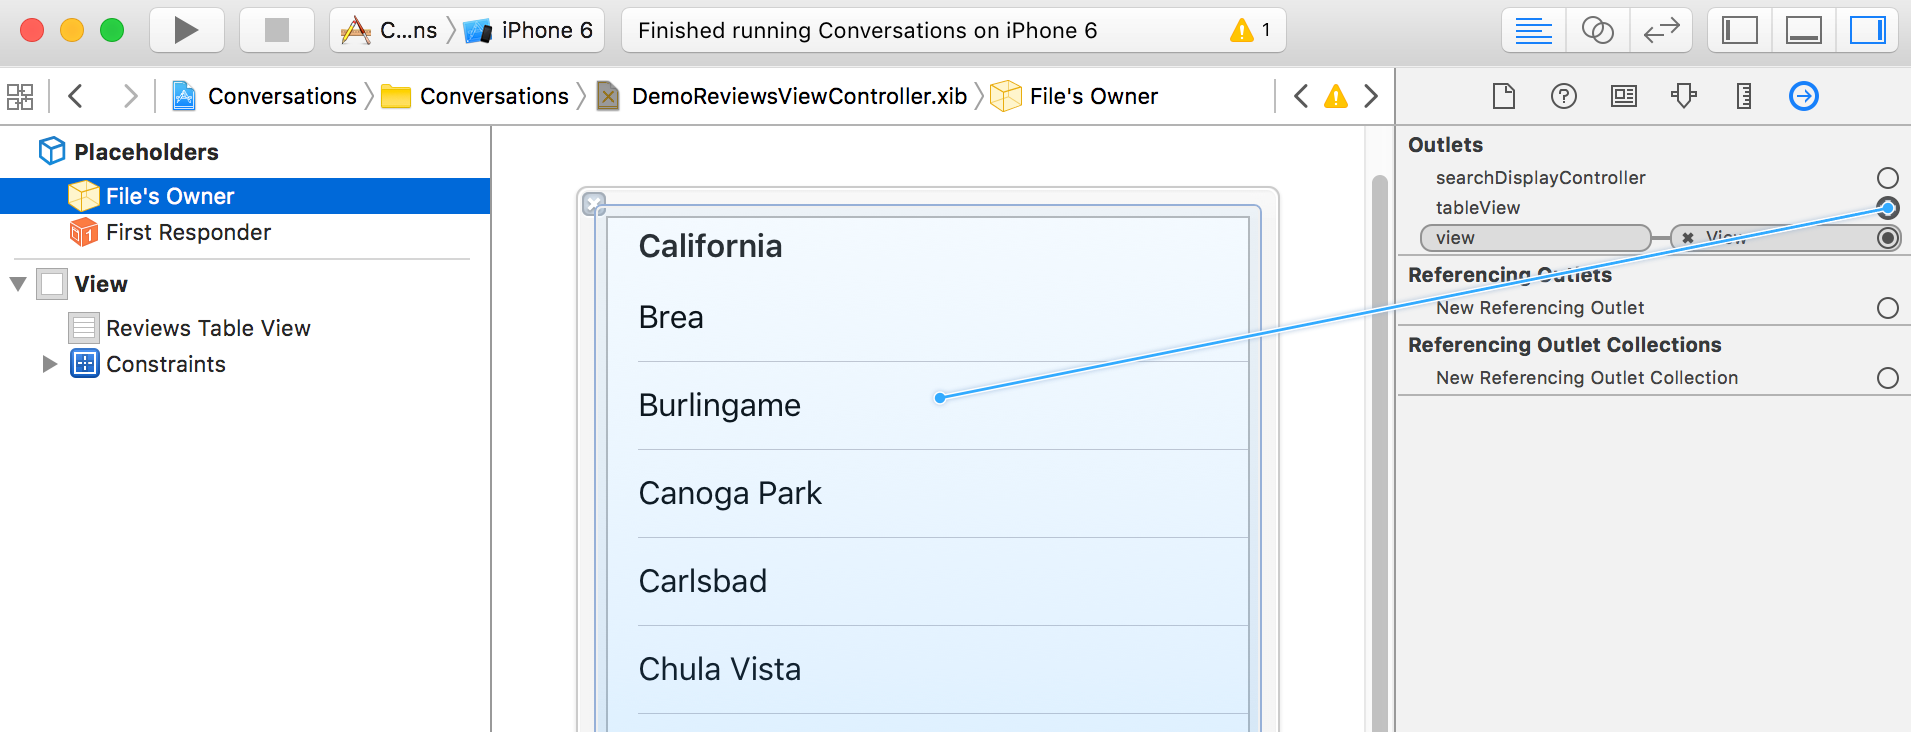 C...ns iPhone 6 Finished running Conversations on iPhone 6 1
Conversations Conversations DemoReviewsViewController.xib File's Owner
Placeholders
File's Owner
First Responder
View
Reviews Table View
Constraints
California
Brea
Burlingame
Canoga Park
Carlsbad
Chula Vista
Outlets
searchDisplayController
tableView
view View
Referencing Outlets
New Referencing Outlet
Referencing Outlet Collections
New Referencing Outlet Collection